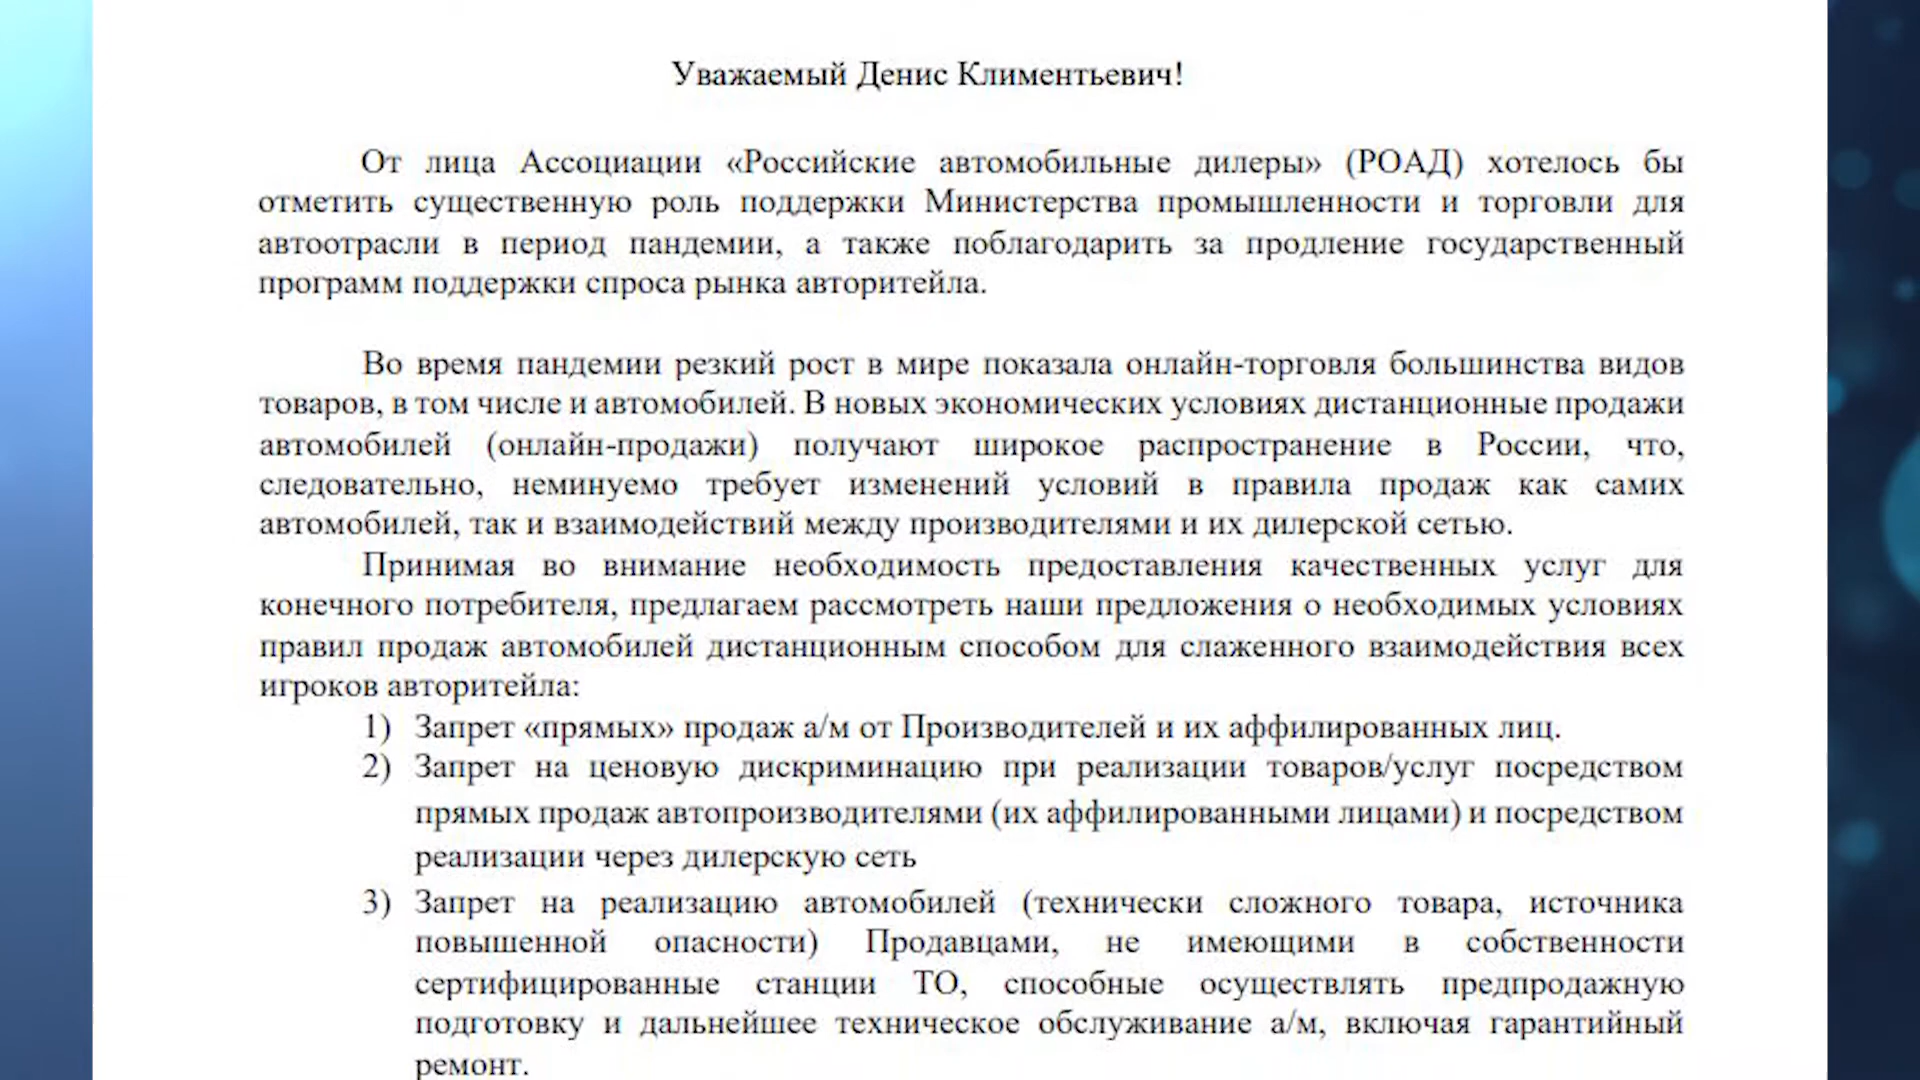 Уважаемый Денис Климентьевич!
От лица Ассоциации «Российские автомобильные дилеры» (РОАД) хотелось бы
отметить существенную роль поддержки Министерства промышленности и торговли для
автоотрасли в период пандемии, а также поблагодарить за продление государственный
программ поддержки спроса рынка авторитейла.
Во время пандемии резкий рост в мире показала онлайн-торговля большинства видов
товаров, в том числе и автомобилей. В новых экономических условиях дистанционные продажи
автомобилей (онлайн-продажи) получают широкое распространение в России, что,
следовательно, неминуемо требует изменений условий в правила продаж как самих
автомобилей, так и взаимодействий между производителями и их дилерской сетью.
Принимая во внимание необходимость предоставления качественных услуг для
конечного потребителя, предлагаем рассмотреть наши предложения о необходимых условиях
правил продаж автомобилей дистанционным способом для слаженного взаимодействия всех
игроков авторитейла:
1) Запрет «прямых» продаж а/м от Производителей и их аффилированных лиц.
2) Запрет на ценовую дискриминацию при реализации товаров/услуг посредством
прямых продаж автопроизводителями (их аффилированными лицами) и посредством
реализации через дилерскую сеть
3) Запрет на реализацию автомобилей (технически сложного товара, источника
повышенной опасности) Продавцами, не имеющими в собственности
сертифицированные станции ТО, способные осуществлять предпродажную
подготовку и дальнейшее техническое обслуживание а/м, включая гарантийный
ремонт.